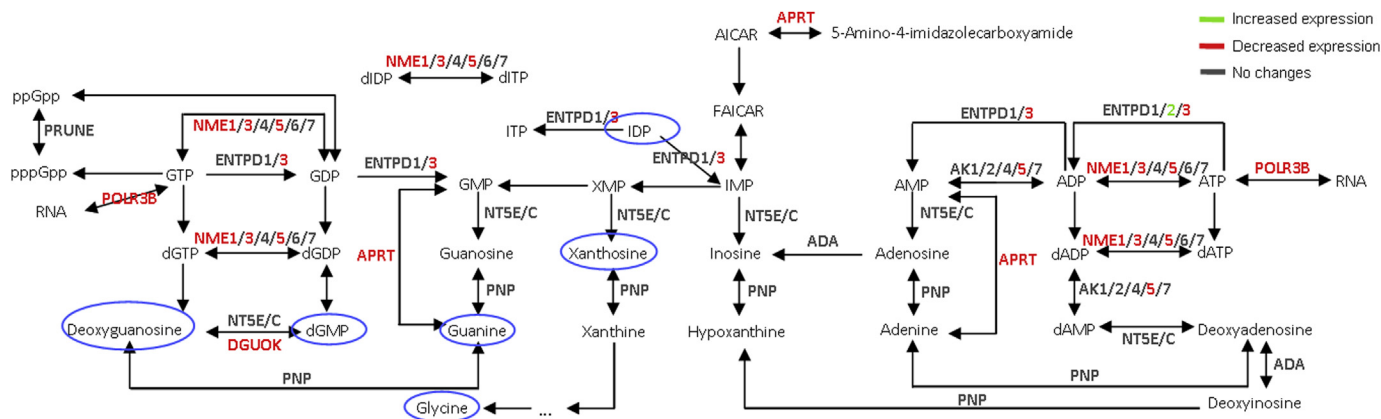 APRT
AICAR
5-Amino-4-imidazolecarboxyamide
Increased expression
Decreased expression
No changes
NME1/3/4/5/6/7
dIDP
dITP
ppGpp
PRUNE
NME1/3/4/5/6/7
ENTPD1/3
pppGpp
GTP
GDP
ENTPD1/3
RNA
POLR3B
FAICAR
ENTPD1/3
ITP
IDP
ENTPD1/3
GMP
XMP
IMP
ENTPD1/3
ENTPD1/2/3
AK1/2/4/5/7
NME1/3/4/5/6/7
POLR3B
AMP
ADP
ATP
RNA
NT5E/C
NT5E/C
NT5E/C
NT5E/C
NME1/3/4/5/6/7
dGTP
dGDP
APRT
Guanosine
Xanthosine
Inosine
ADA
Adenosine
APRT
NME1/3/4/5/6/7
dADP
dATP
PNP
PNP
PNP
PNP
AK1/2/4/5/7
Deoxyguanosine
NT5E/C
DGUOK
dGMP
Guanine
Xanthine
Hypoxanthine
Adenine
dAMP
NT5E/C
Deoxyadenosine
PNP
PNP
ADA
Glycine
...
PNP
Deoxyinosine